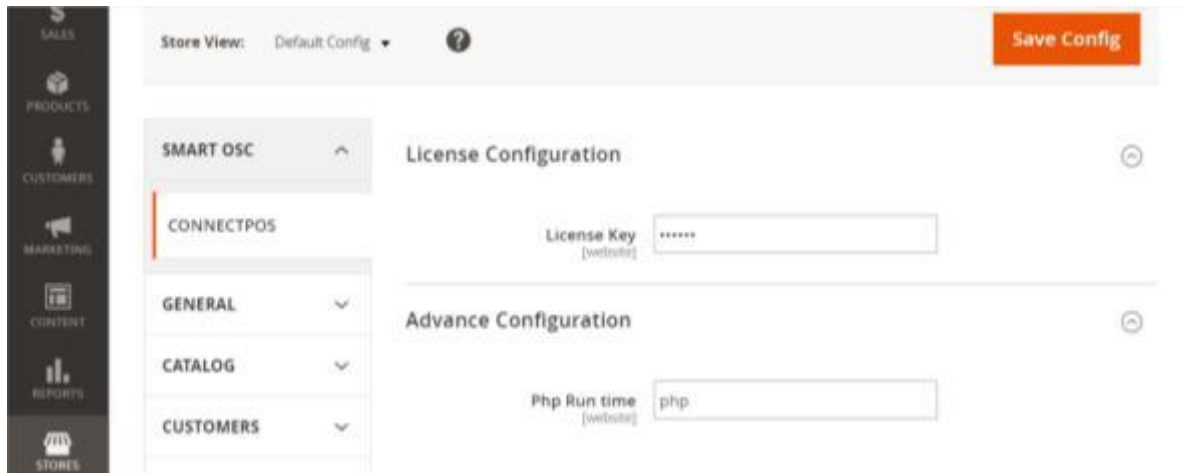 SALES
PRODUCTS
CUSTOMERS
MARKETING
CONTENT
REPORTS
STORES
Store View: Default Config
?
Save Config
SMART OSC
CONNECTPOS
GENERAL
CATALOG
CUSTOMERS
License Configuration
License Key ••••••
[website]
Advance Configuration
Php Run time php
[website]